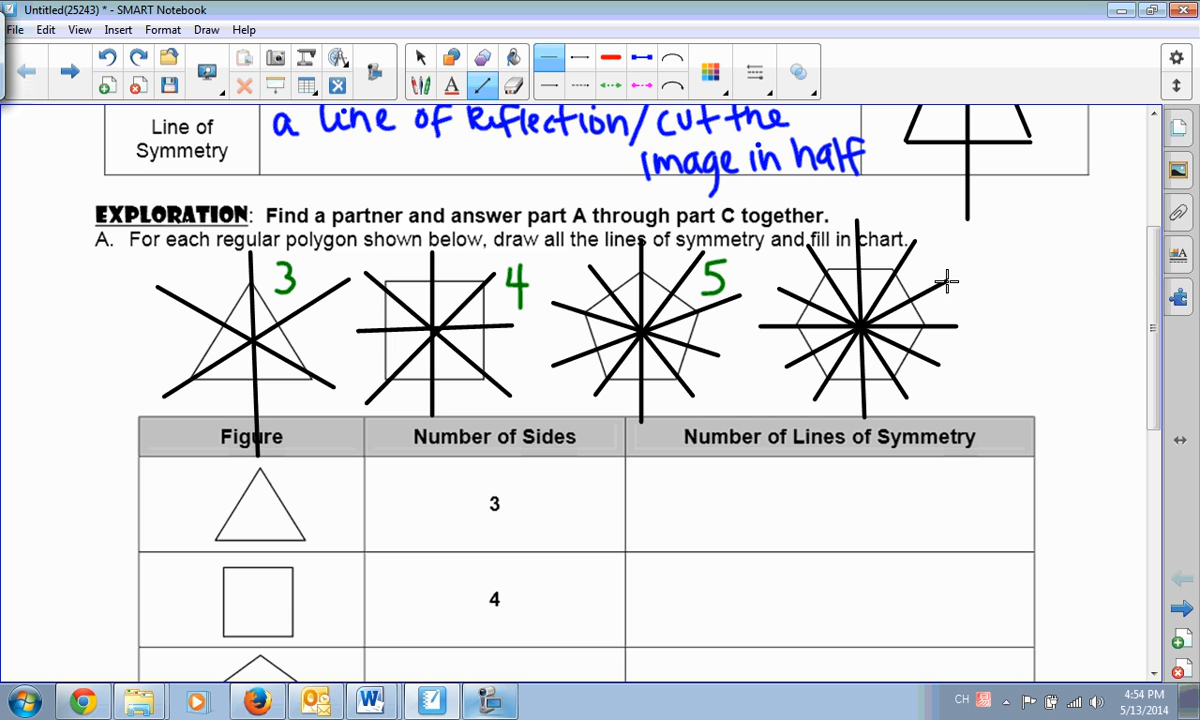 Untitled(25243) * - SMART Notebook
File Edit View Insert Format Draw Help
Line of
Symmetry
a line of Reflection/cut the
image in half
EXPLORATION: Find a partner and answer part A through part C together.
A. For each regular polygon shown below, draw all the lines of symmetry and fill in chart.
3 4 5
Figure Number of Sides Number of Lines of Symmetry
3
4
CH 4:54 PM
5/13/2014